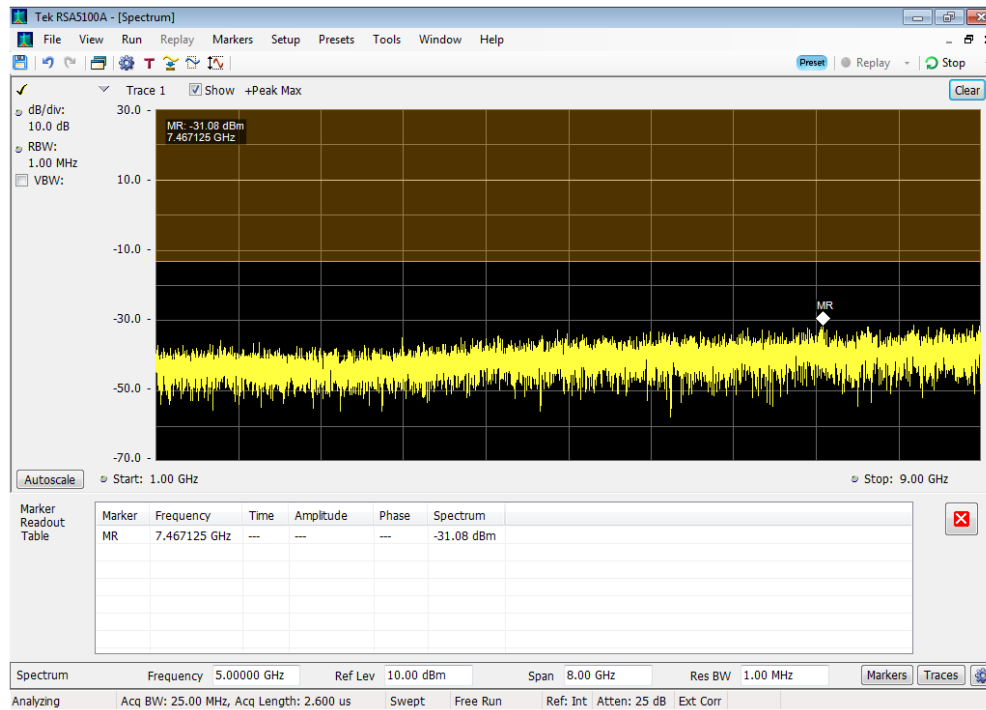 Tek RSA5100A - [Spectrum]
File View Run Replay Markers Setup Presets Tools Window Help
T Preset Replay Stop
Trace 1 Show +Peak Max Clear
dB/div:
10.0 dB
RBW:
1.00 MHz
VBW:
30.0
10.0
-10.0
-30.0
-50.0
-70.0
MR: -31.08 dBm
7.467125 GHz
MR
Autoscale Start: 1.00 GHz Stop: 9.00 GHz
Marker
Readout
Table
Marker Frequency Time Amplitude Phase Spectrum
MR 7.467125 GHz --- --- --- -31.08 dBm
Spectrum Frequency 5.00000 GHz Ref Lev 10.00 dBm Span 8.00 GHz Res BW 1.00 MHz Markers Traces
Analyzing Acq BW: 25.00 MHz, Acq Length: 2.600 us Swept Free Run Ref: Int Atten: 25 dB Ext Corr